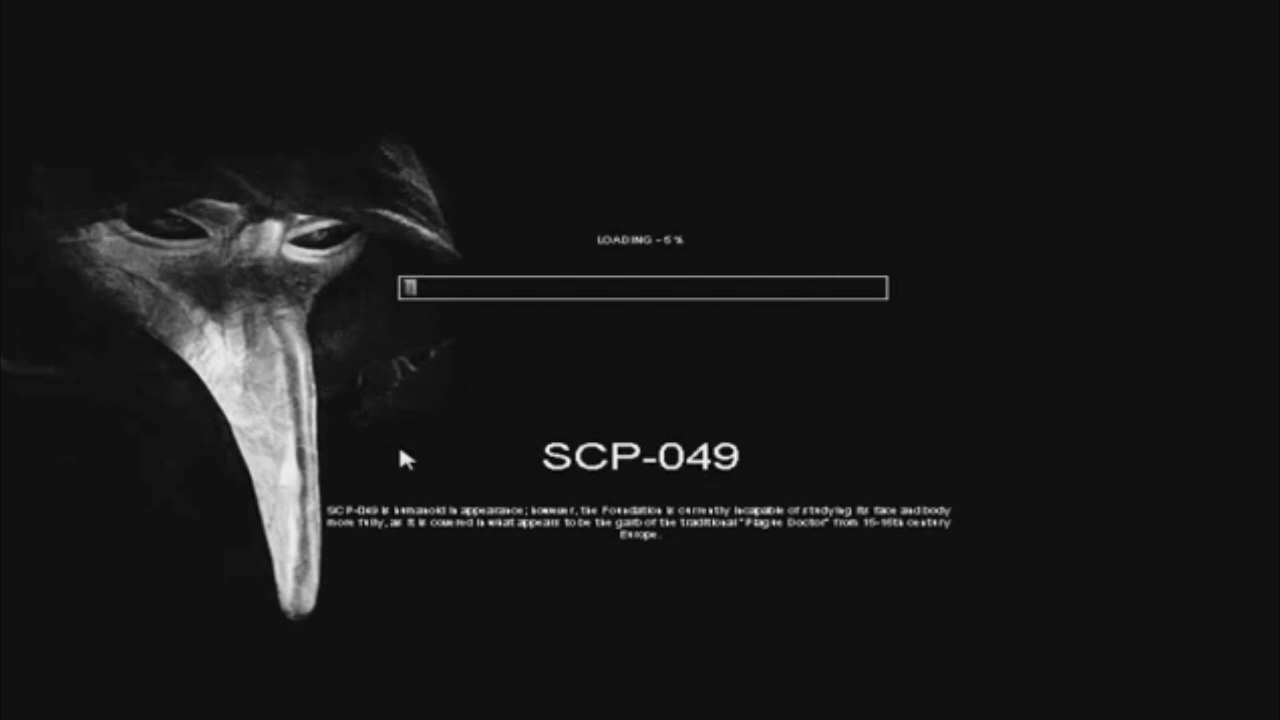 LOADING - 5 %
SCP-049
SCP-049 is humanoid in appearance; however, the Foundation is currently incapable of studying its face and body
more fully, as it is covered in what appears to be the garb of the traditional "Plague Doctor" from 15-16th century
Europe.